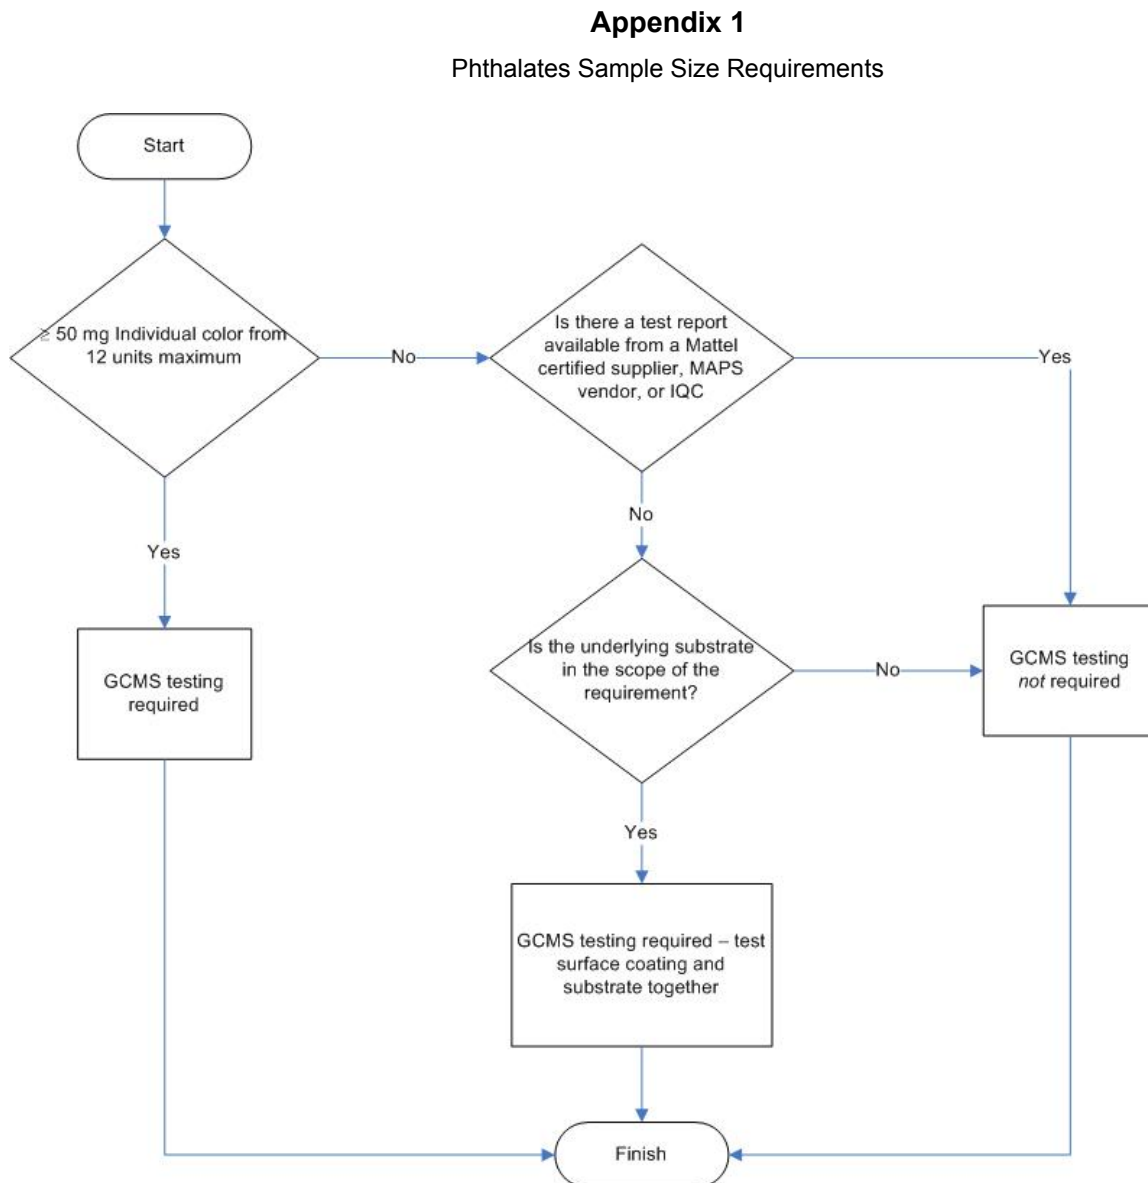 Appendix 1
Phthalates Sample Size Requirements
Start
≥ 50 mg Individual color from
12 units maximum
No
Is there a test report
available from a Mattel
certified supplier, MAPS
vendor, or IQC
Yes
No
Yes
Is the underlying substrate
in the scope of the
requirement?
No
GCMS testing
required
GCMS testing
not required
Yes
GCMS testing required – test
surface coating and
substrate together
Finish